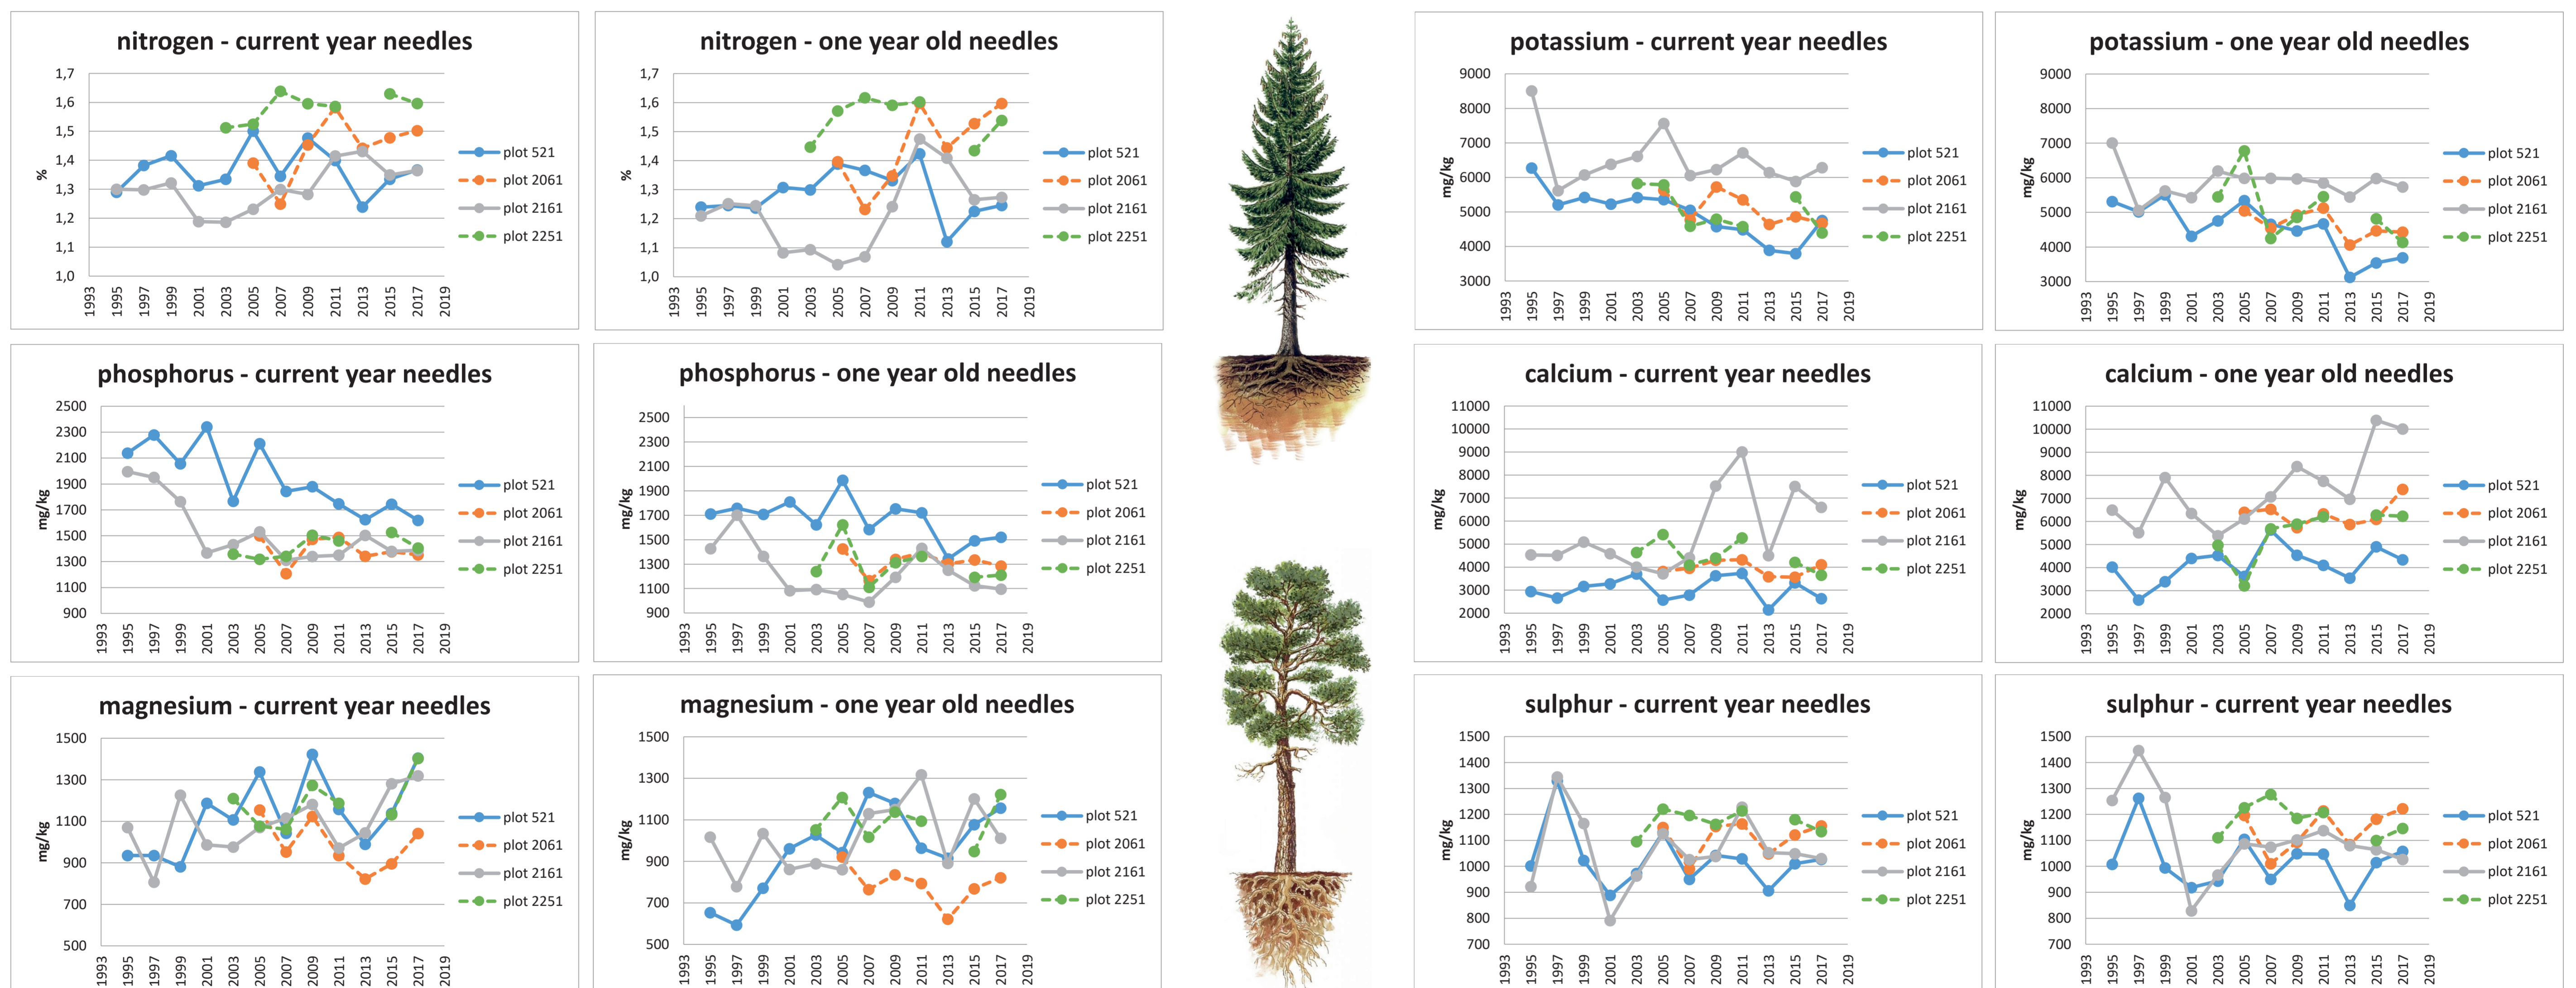 nitrogen - current year needles
1,7
1,6
1,5
1,4
1,3
1,2
1,1
1,0
%
1993 1995 1997 1999 2001 2003 2005 2007 2009 2011 2013 2015 2017 2019
plot 521
plot 2061
plot 2161
plot 2251
nitrogen - one year old needles
1,7
1,6
1,5
1,4
1,3
1,2
1,1
1,0
%
1993 1995 1997 1999 2001 2003 2005 2007 2009 2011 2013 2015 2017 2019
plot 521
plot 2061
plot 2161
plot 2251
potassium - current year needles
9000
8000
7000
6000
5000
4000
3000
mg/kg
1993 1995 1997 1999 2001 2003 2005 2007 2009 2011 2013 2015 2017 2019
plot 521
plot 2061
plot 2161
plot 2251
potassium - one year old needles
9000
8000
7000
6000
5000
4000
3000
mg/kg
1993 1995 1997 1999 2001 2003 2005 2007 2009 2011 2013 2015 2017 2019
plot 521
plot 2061
plot 2161
plot 2251
phosphorus - current year needles
2500
2300
2100
1900
1700
1500
1300
1100
900
mg/kg
1993 1995 1997 1999 2001 2003 2005 2007 2009 2011 2013 2015 2017 2019
plot 521
plot 2061
plot 2161
plot 2251
phosphorus - one year old needles
2500
2300
2100
1900
1700
1500
1300
1100
900
mg/kg
1993 1995 1997 1999 2001 2003 2005 2007 2009 2011 2013 2015 2017 2019
plot 521
plot 2061
plot 2161
plot 2251
calcium - current year needles
11000
10000
9000
8000
7000
6000
5000
4000
3000
2000
mg/kg
1993 1995 1997 1999 2001 2003 2005 2007 2009 2011 2013 2015 2017 2019
plot 521
plot 2061
plot 2161
plot 2251
calcium - one year old needles
11000
10000
9000
8000
7000
6000
5000
4000
3000
2000
mg/kg
1993 1995 1997 1999 2001 2003 2005 2007 2009 2011 2013 2015 2017 2019
plot 521
plot 2061
plot 2161
plot 2251
magnesium - current year needles
1500
1300
1100
900
700
500
mg/kg
1993 1995 1997 1999 2001 2003 2005 2007 2009 2011 2013 2015 2017 2019
plot 521
plot 2061
plot 2161
plot 2251
magnesium - one year old needles
1500
1300
1100
900
700
500
mg/kg
1993 1995 1997 1999 2001 2003 2005 2007 2009 2011 2013 2015 2017 2019
plot 521
plot 2061
plot 2161
plot 2251
sulphur - current year needles
1500
1400
1300
1200
1100
1000
900
800
700
mg/kg
1993 1995 1997 1999 2001 2003 2005 2007 2009 2011 2013 2015 2017 2019
plot 521
plot 2061
plot 2161
plot 2251
sulphur - current year needles
1500
1400
1300
1200
1100
1000
900
800
700
mg/kg
1993 1995 1997 1999 2001 2003 2005 2007 2009 2011 2013 2015 2017 2019
plot 521
plot 2061
plot 2161
plot 2251